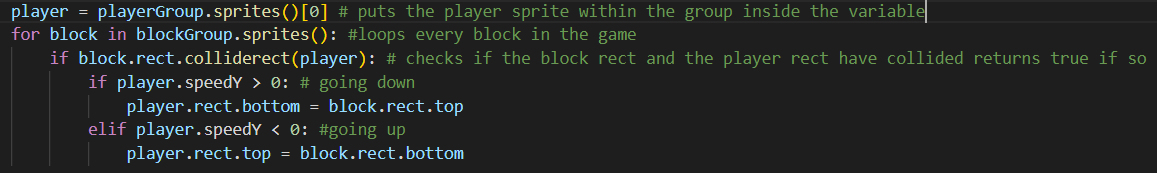 player = playerGroup.sprites()[0] # puts the player sprite within the group inside the variable
for block in blockGroup.sprites(): #loops every block in the game
    if block.rect.colliderect(player): # checks if the block rect and the player rect have collided returns true if so
        if player.speedY > 0: # going down
            player.rect.bottom = block.rect.top
        elif player.speedY < 0: #going up
            player.rect.top = block.rect.bottom